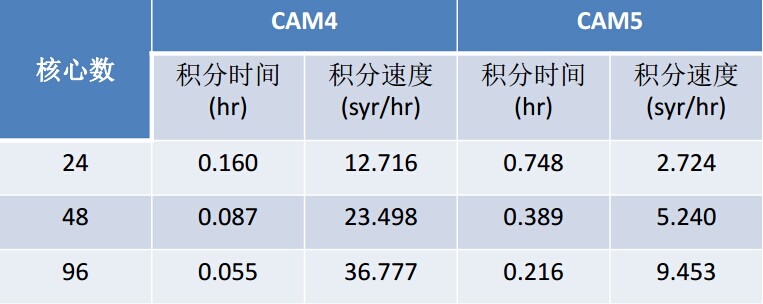 核心数 CAM4 CAM5
积分时间 (hr) 积分速度 (syr/hr) 积分时间 (hr) 积分速度 (syr/hr)
24 0.160 12.716 0.748 2.724
48 0.087 23.498 0.389 5.240
96 0.055 36.777 0.216 9.453